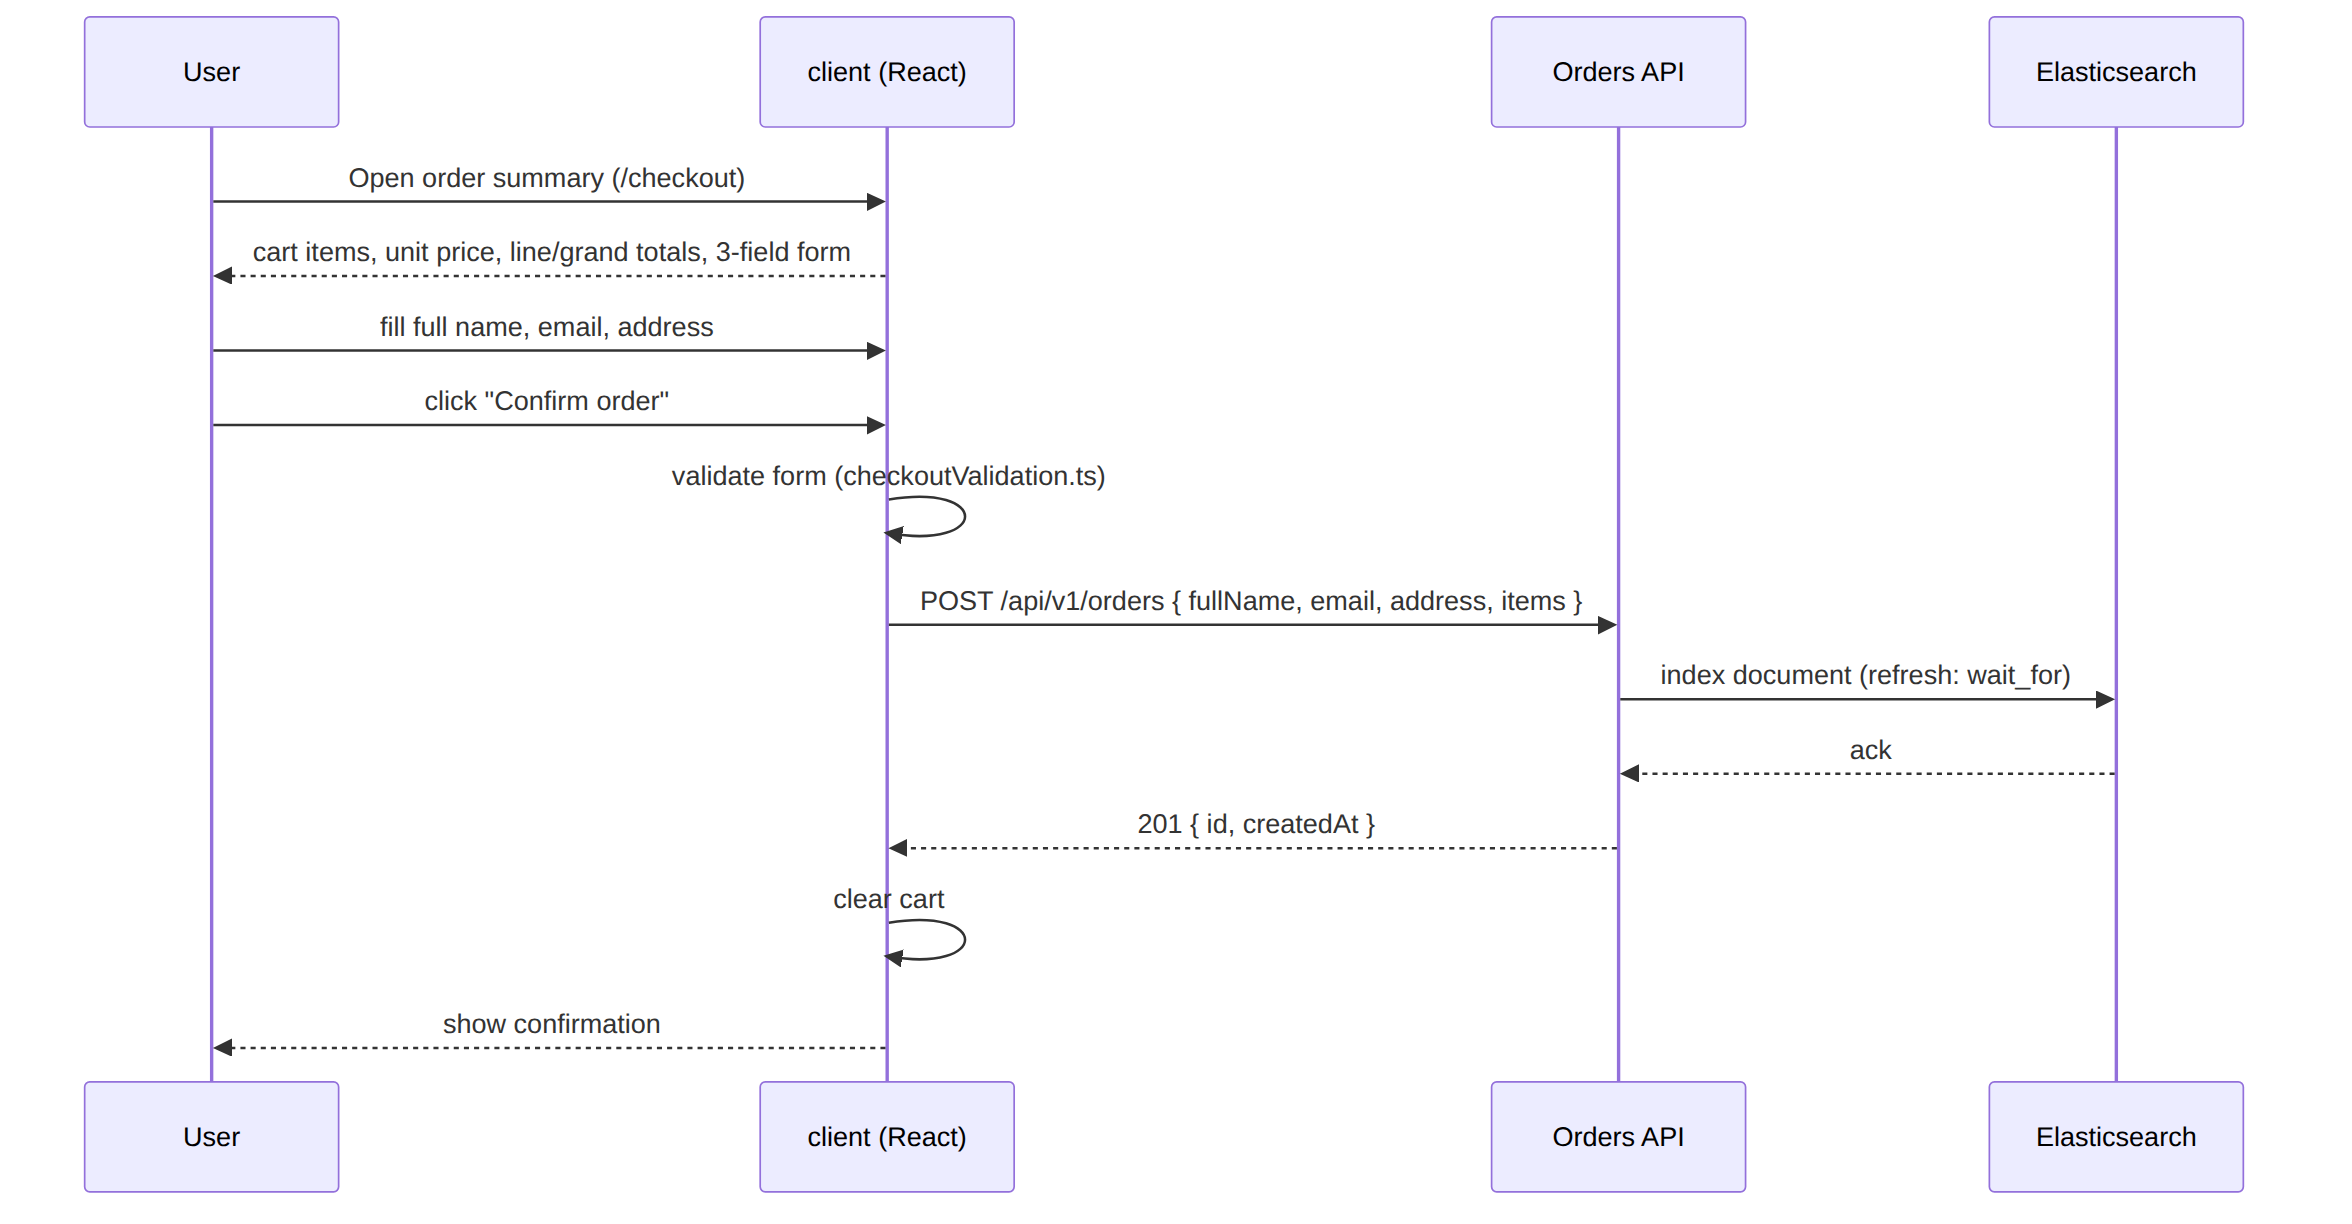 User
client (React)
Orders API
Elasticsearch
Open order summary (/checkout)
cart items, unit price, line/grand totals, 3-field form
fill full name, email, address
click "Confirm order"
validate form (checkoutValidation.ts)
POST /api/v1/orders { fullName, email, address, items }
index document (refresh: wait_for)
ack
201 { id, createdAt }
clear cart
show confirmation
User
client (React)
Orders API
Elasticsearch